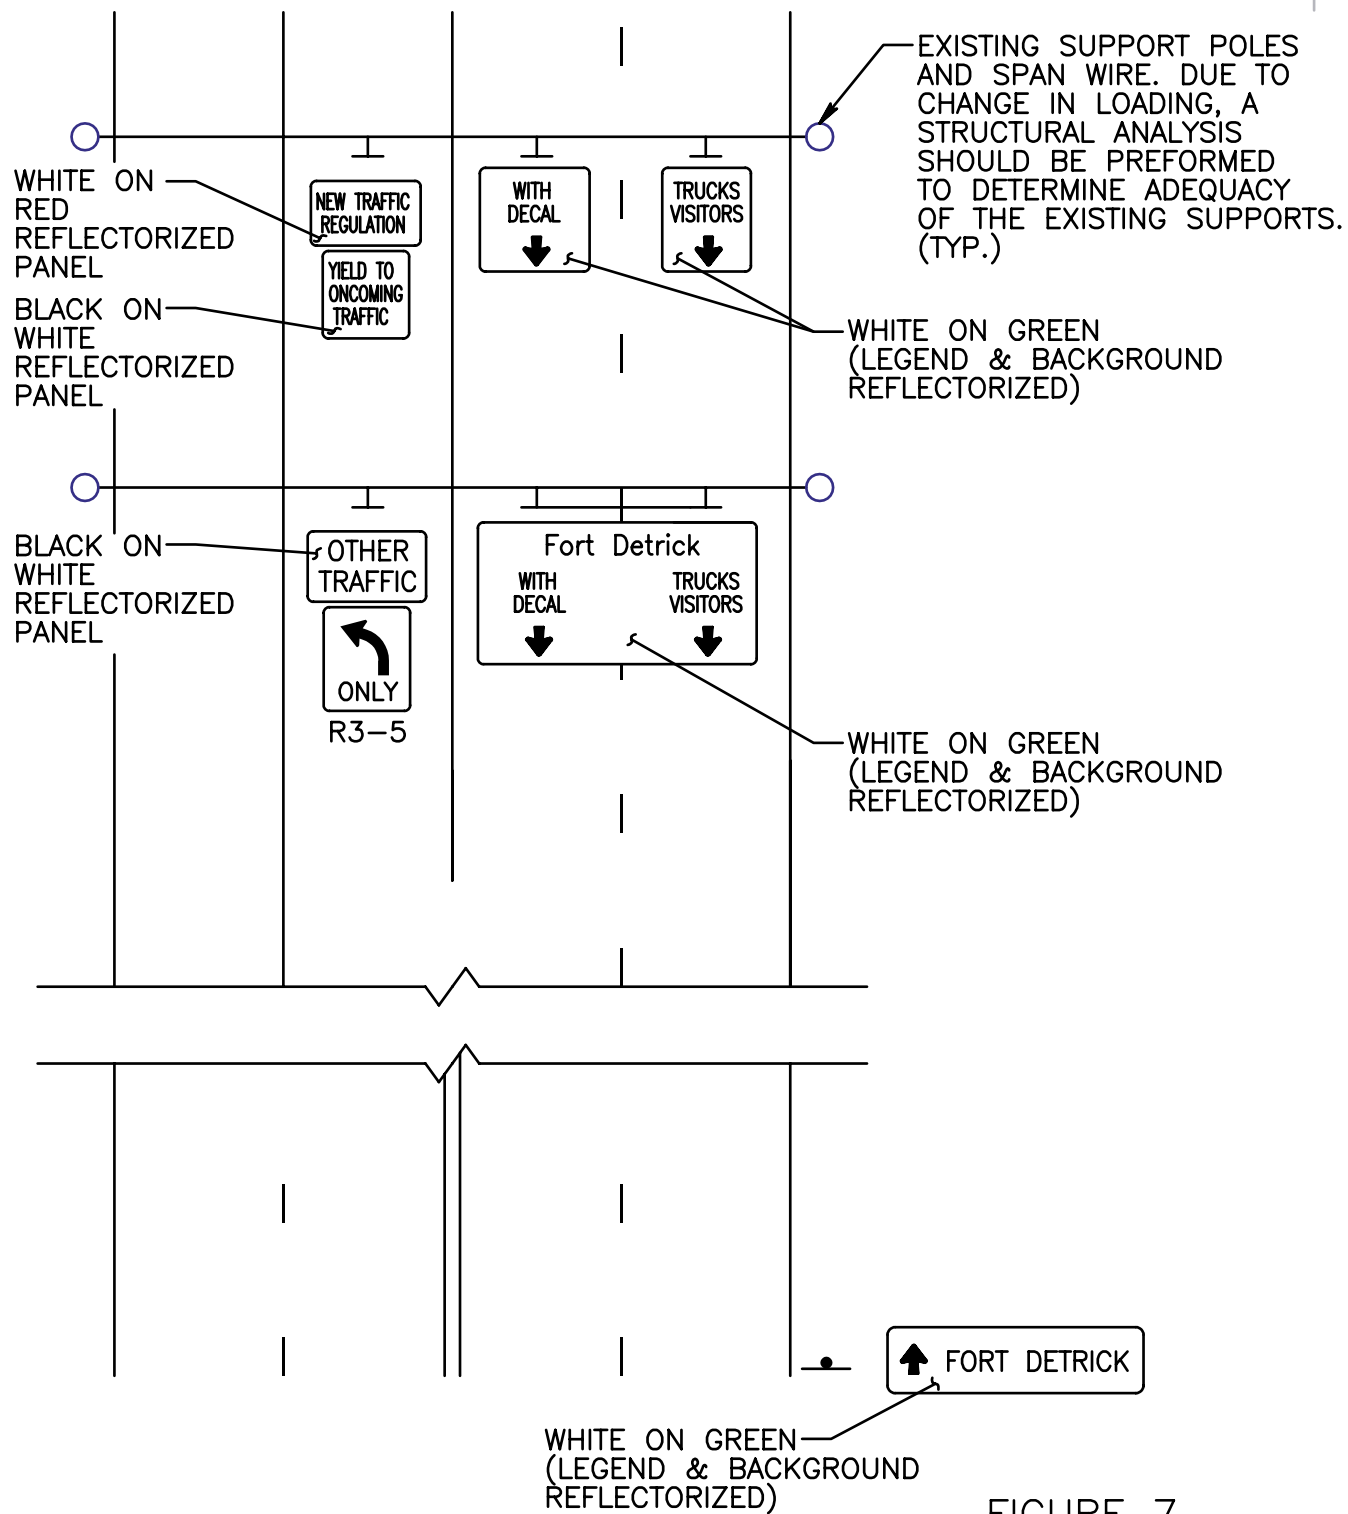 EXISTING SUPPORT POLES
AND SPAN WIRE. DUE TO
CHANGE IN LOADING, A
STRUCTURAL ANALYSIS
SHOULD BE PREFORMED
TO DETERMINE ADEQUACY
OF THE EXISTING SUPPORTS.
(TYP.)
WHITE ON
RED
REFLECTORIZED
PANEL
NEW TRAFFIC
REGULATION
WITH
DECAL
TRUCKS
VISITORS
YIELD TO
ONCOMING
TRAFFIC
BLACK ON
WHITE
REFLECTORIZED
PANEL
WHITE ON GREEN
(LEGEND & BACKGROUND
REFLECTORIZED)
BLACK ON
WHITE
REFLECTORIZED
PANEL
OTHER
TRAFFIC
ONLY
R3-5
Fort Detrick
WITH
DECAL
TRUCKS
VISITORS
WHITE ON GREEN
(LEGEND & BACKGROUND
REFLECTORIZED)
FORT DETRICK
WHITE ON GREEN
(LEGEND & BACKGROUND
REFLECTORIZED)
FIGURE 7